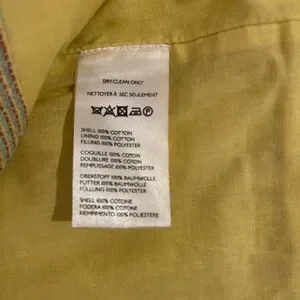 DRY CLEAN ONLY
NETTOYER À SEC SEULEMENT
P
SHELL 100% COTTON
LINING 100% COTTON
FILLING 100% POLYESTER
COQUILLE 100% COTON
DOUBLURE 100% COTON
REMPLISSAGE 100% POLYESTER
OBERSTOFF 100% BAUMWOLLE
FUTTER 100% BAUMWOLLE
FÜLLUNG 100% POLYESTER
SHELL 100% COTONE
FODERA 100% COTONE
RIEMPIMENTO 100% POLIESTERE